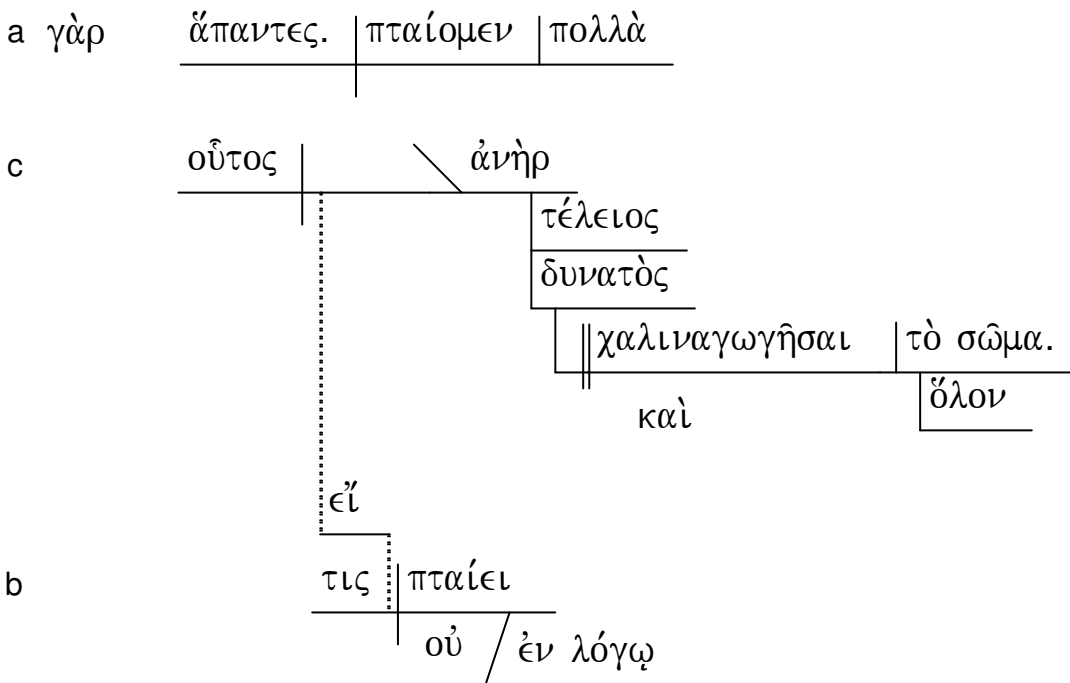 a γὰρ ἅπαντες. πταίομεν πολλὰ
c οὗτος ἀνὴρ
τέλειος
δυνατὸς
χαλιναγωγῆσαι τὸ σῶμα.
ὅλον
καὶ
εἴ
b τις πταίει
οὐ ἐν λόγῳ